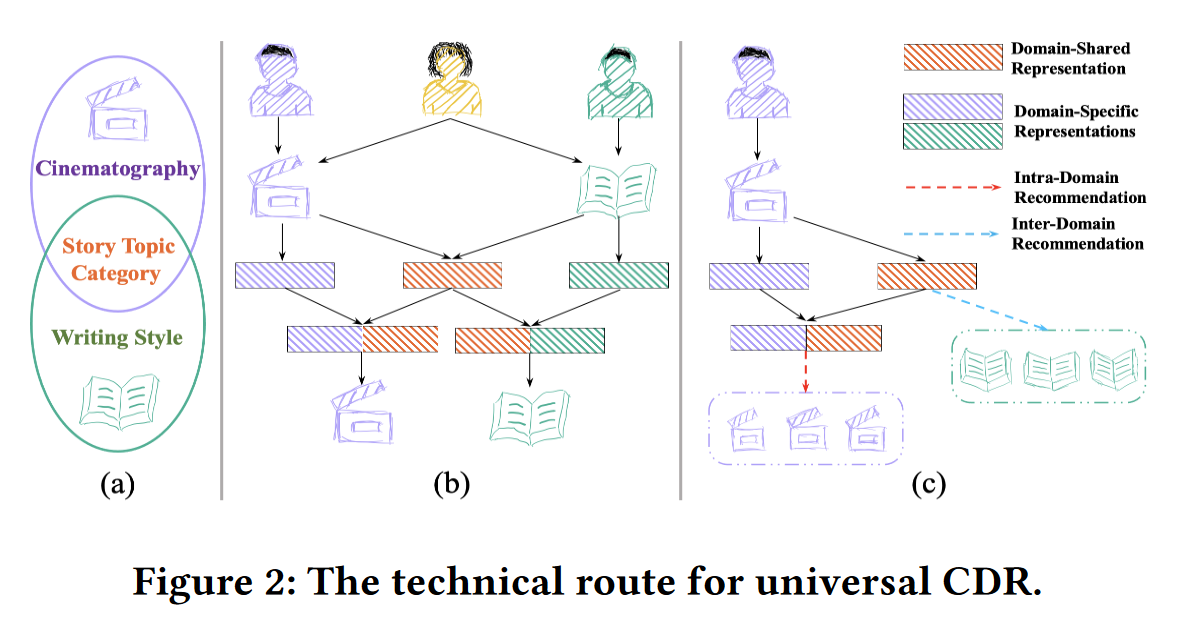 Cinematography
Story Topic
Category
Writing Style
(a)
(b)
(c)
Domain-Shared
Representation
Domain-Specific
Representations
Intra-Domain
Recommendation
Inter-Domain
Recommendation
Figure 2: The technical route for universal CDR.